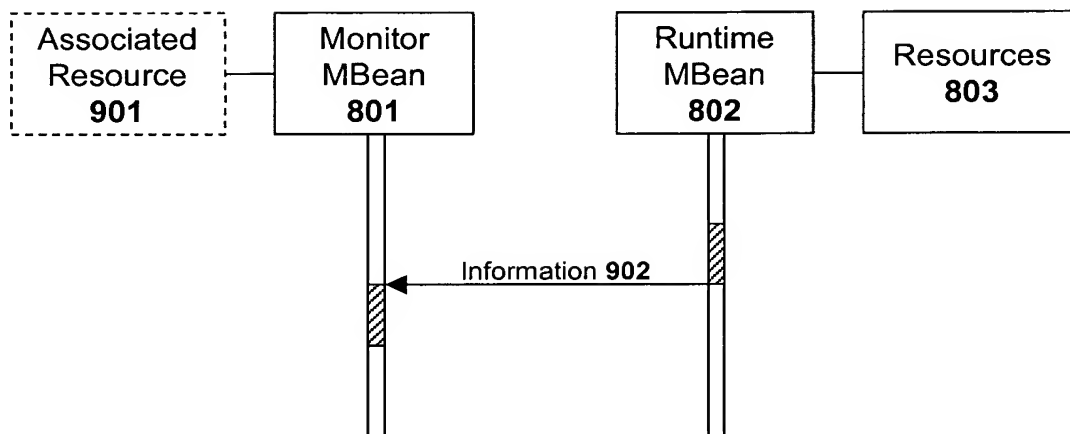 Associated
Resource
901
Monitor
MBean
801
Runtime
MBean
802
Resources
803
Information 902